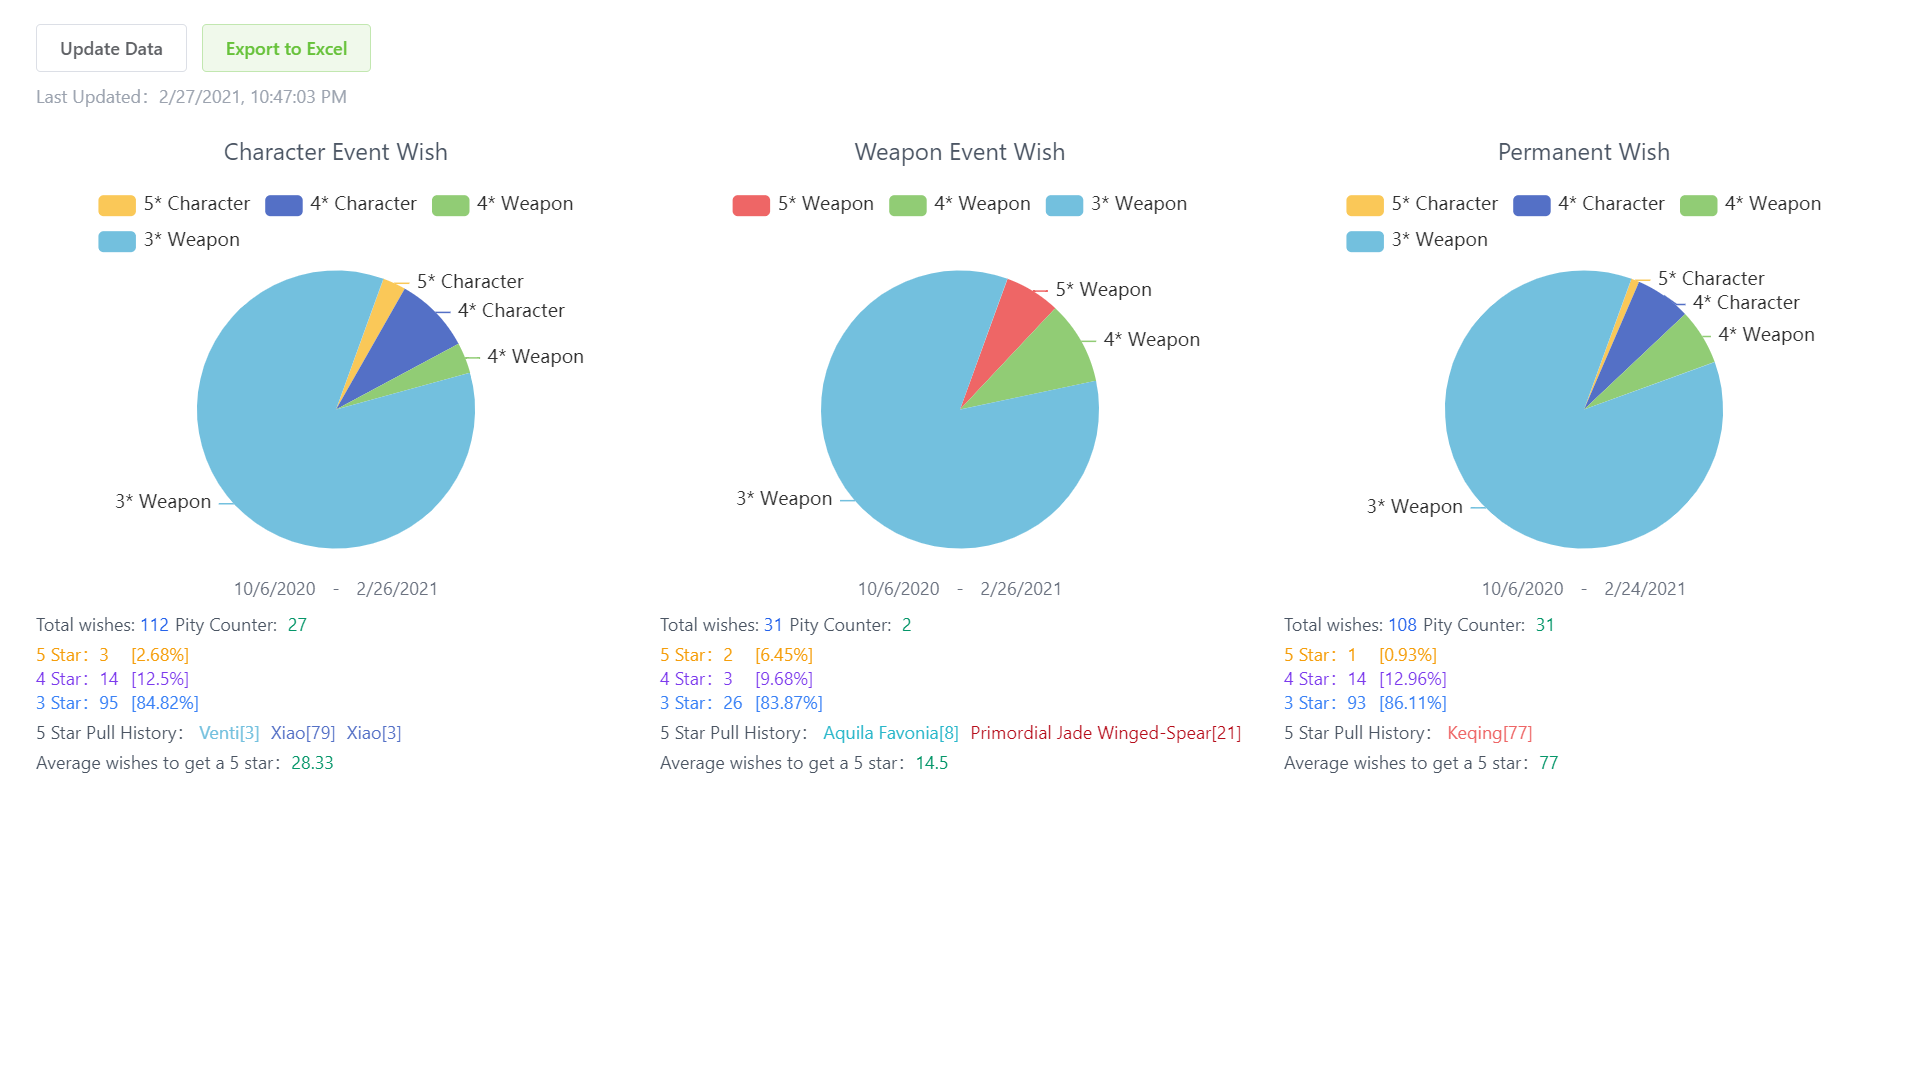 Update Data
Export to Excel
Last Updated：2/27/2021, 10:47:03 PM
Character Event Wish
5* Character 4* Character 4* Weapon
3* Weapon
5* Character
4* Character
4* Weapon
3* Weapon
10/6/2020 - 2/26/2021
Total wishes: 112 Pity Counter: 27
5 Star：3 [2.68%]
4 Star：14 [12.5%]
3 Star：95 [84.82%]
5 Star Pull History： Venti[3] Xiao[79] Xiao[3]
Average wishes to get a 5 star：28.33
Weapon Event Wish
5* Weapon 4* Weapon 3* Weapon
5* Weapon
4* Weapon
3* Weapon
10/6/2020 - 2/26/2021
Total wishes: 31 Pity Counter: 2
5 Star：2 [6.45%]
4 Star：3 [9.68%]
3 Star：26 [83.87%]
5 Star Pull History： Aquila Favonia[8] Primordial Jade Winged-Spear[21]
Average wishes to get a 5 star：14.5
Permanent Wish
5* Character 4* Character 4* Weapon
3* Weapon
5* Character
4* Character
4* Weapon
3* Weapon
10/6/2020 - 2/24/2021
Total wishes: 108 Pity Counter: 31
5 Star：1 [0.93%]
4 Star：14 [12.96%]
3 Star：93 [86.11%]
5 Star Pull History： Keqing[77]
Average wishes to get a 5 star：77